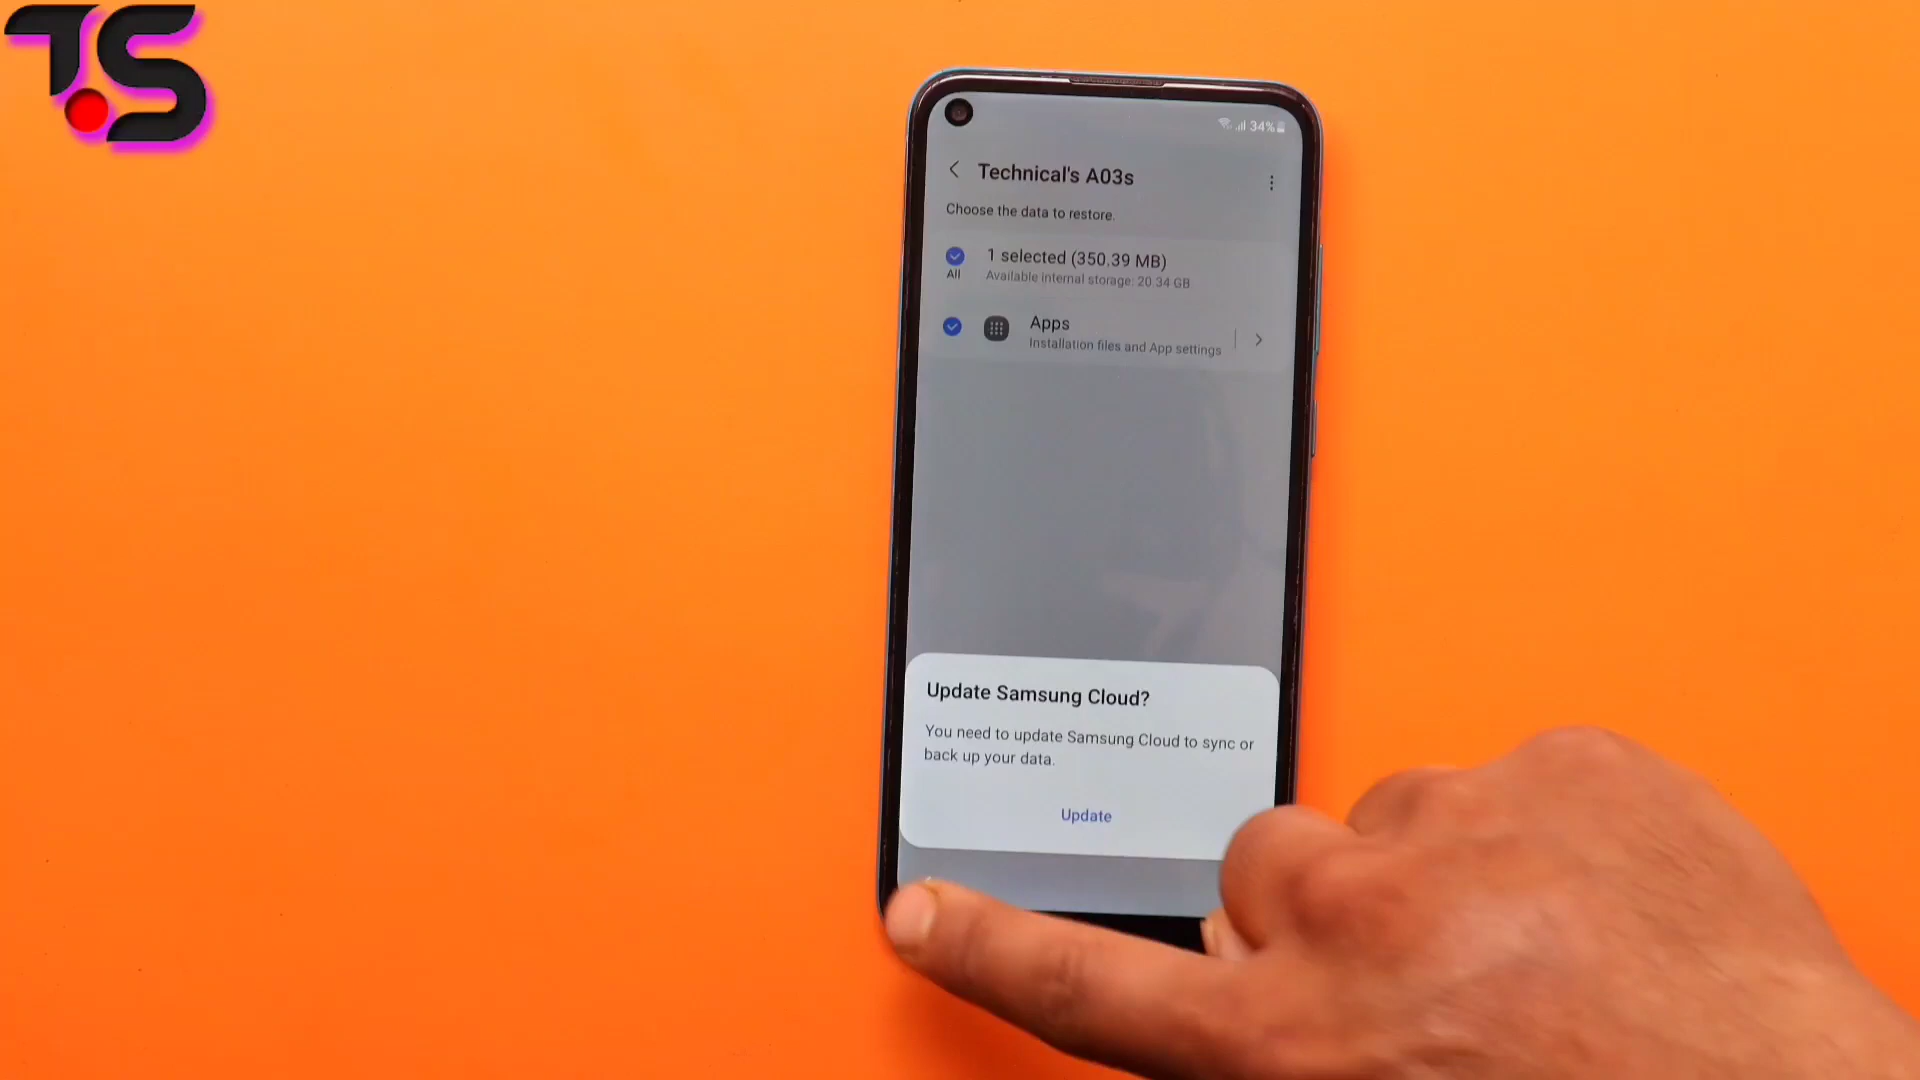 T.S
34%
Technical's A03s
Choose the data to restore.
1 selected (350.39 MB)
All
Available internal storage: 20.34 GB
Apps
Installation files and App settings
Update Samsung Cloud?
You need to update Samsung Cloud to sync or
back up your data.
Update